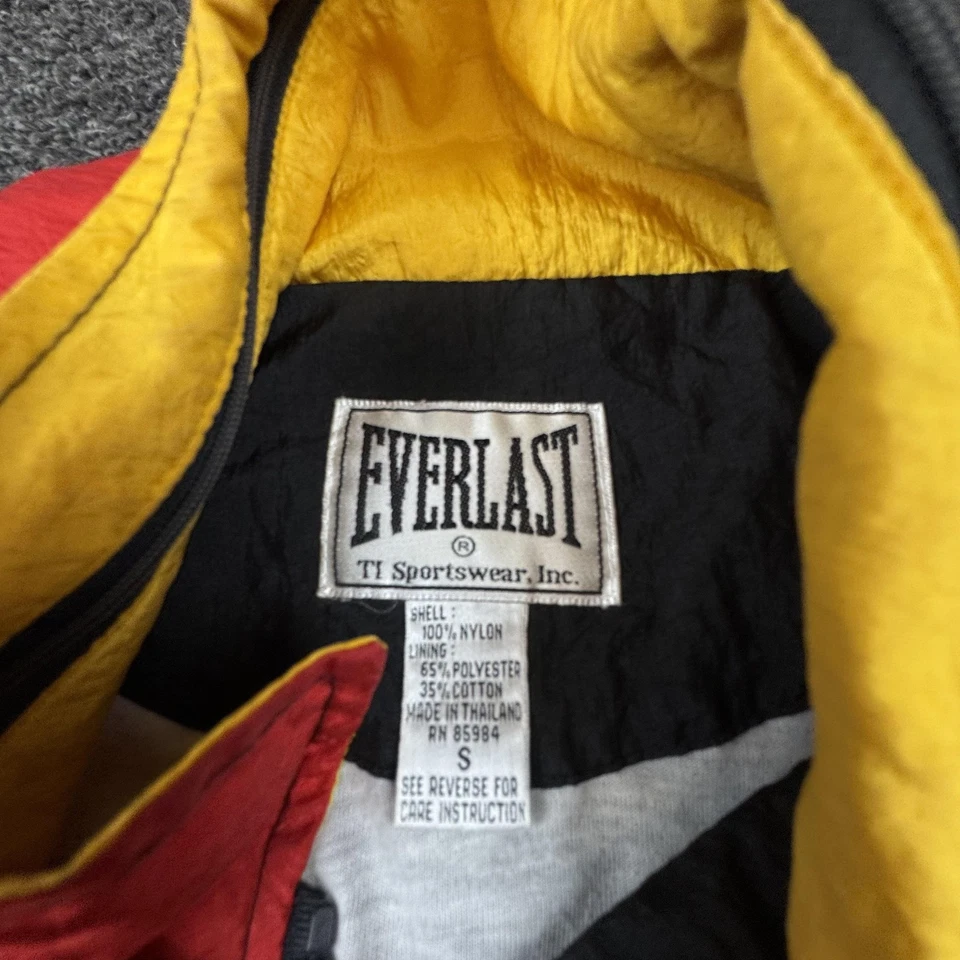 EVERLAST
®
TI Sportswear, Inc.
SHELL :
100% NYLON
LINING :
65% POLYESTER
35% COTTON
MADE IN THAILAND
RN 85984
S
SEE REVERSE FOR
CARE INSTRUCTION